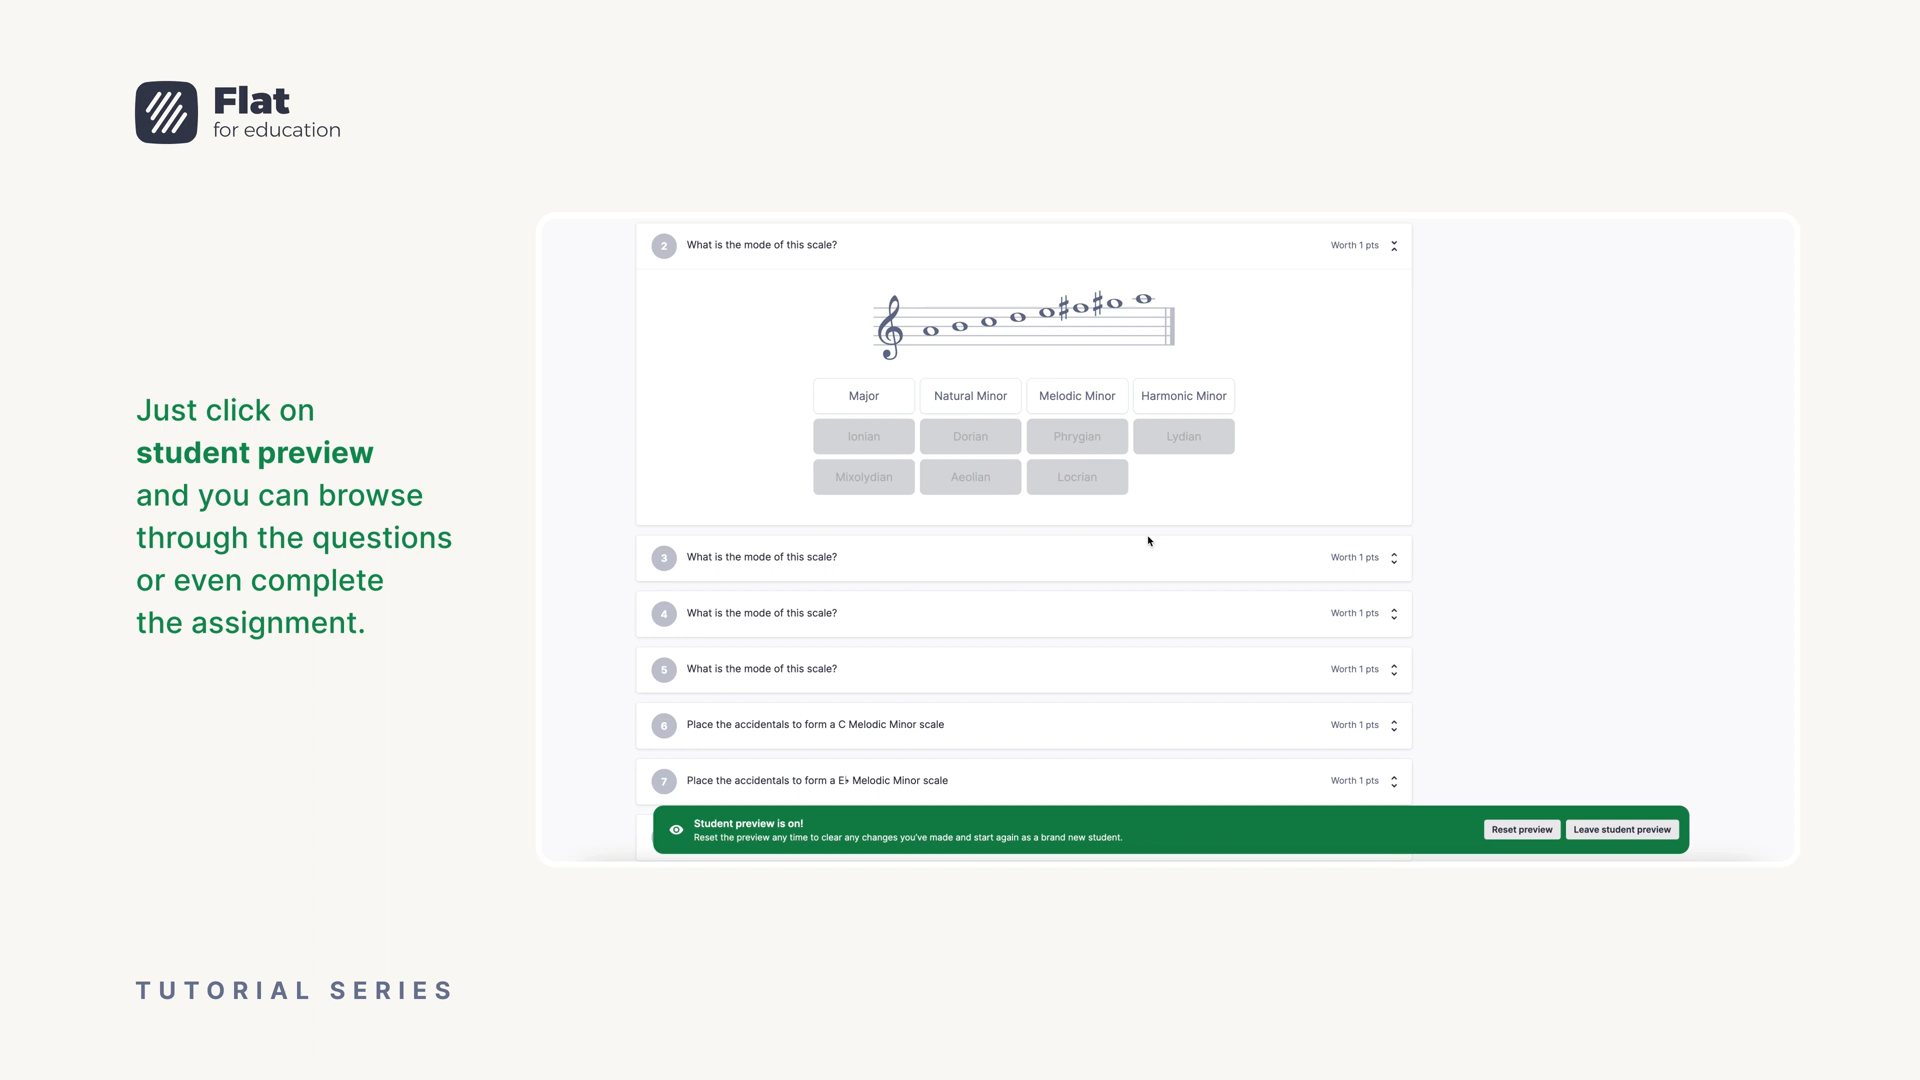 Flat
for education
Just click on
student preview
and you can browse
through the questions
or even complete
the assignment.
2 What is the mode of this scale? Worth 1 pts
Major Natural Minor Melodic Minor Harmonic Minor
Ionian Dorian Phrygian Lydian
Mixolydian Aeolian Locrian
3 What is the mode of this scale? Worth 1 pts
4 What is the mode of this scale? Worth 1 pts
5 What is the mode of this scale? Worth 1 pts
6 Place the accidentals to form a C Melodic Minor scale Worth 1 pts
7 Place the accidentals to form a E♭ Melodic Minor scale Worth 1 pts
Student preview is on!
Reset the preview any time to clear any changes you've made and start again as a brand new student.
Reset preview Leave student preview
TUTORIAL SERIES